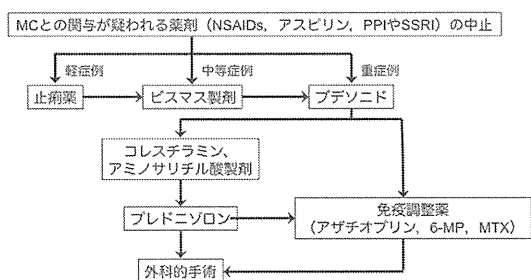 MCとの関与が疑われる薬剤（NSAIDs，アスピリン，PPIやSSRI）の中止
軽症例
中等症例
重症例
止痢薬
ビスマス製剤
ブデソニド
コレスチラミン、
アミノサリチル酸製剤
プレドニゾロン
免疫調整薬
（アザチオプリン，6-MP，MTX）
外科的手術